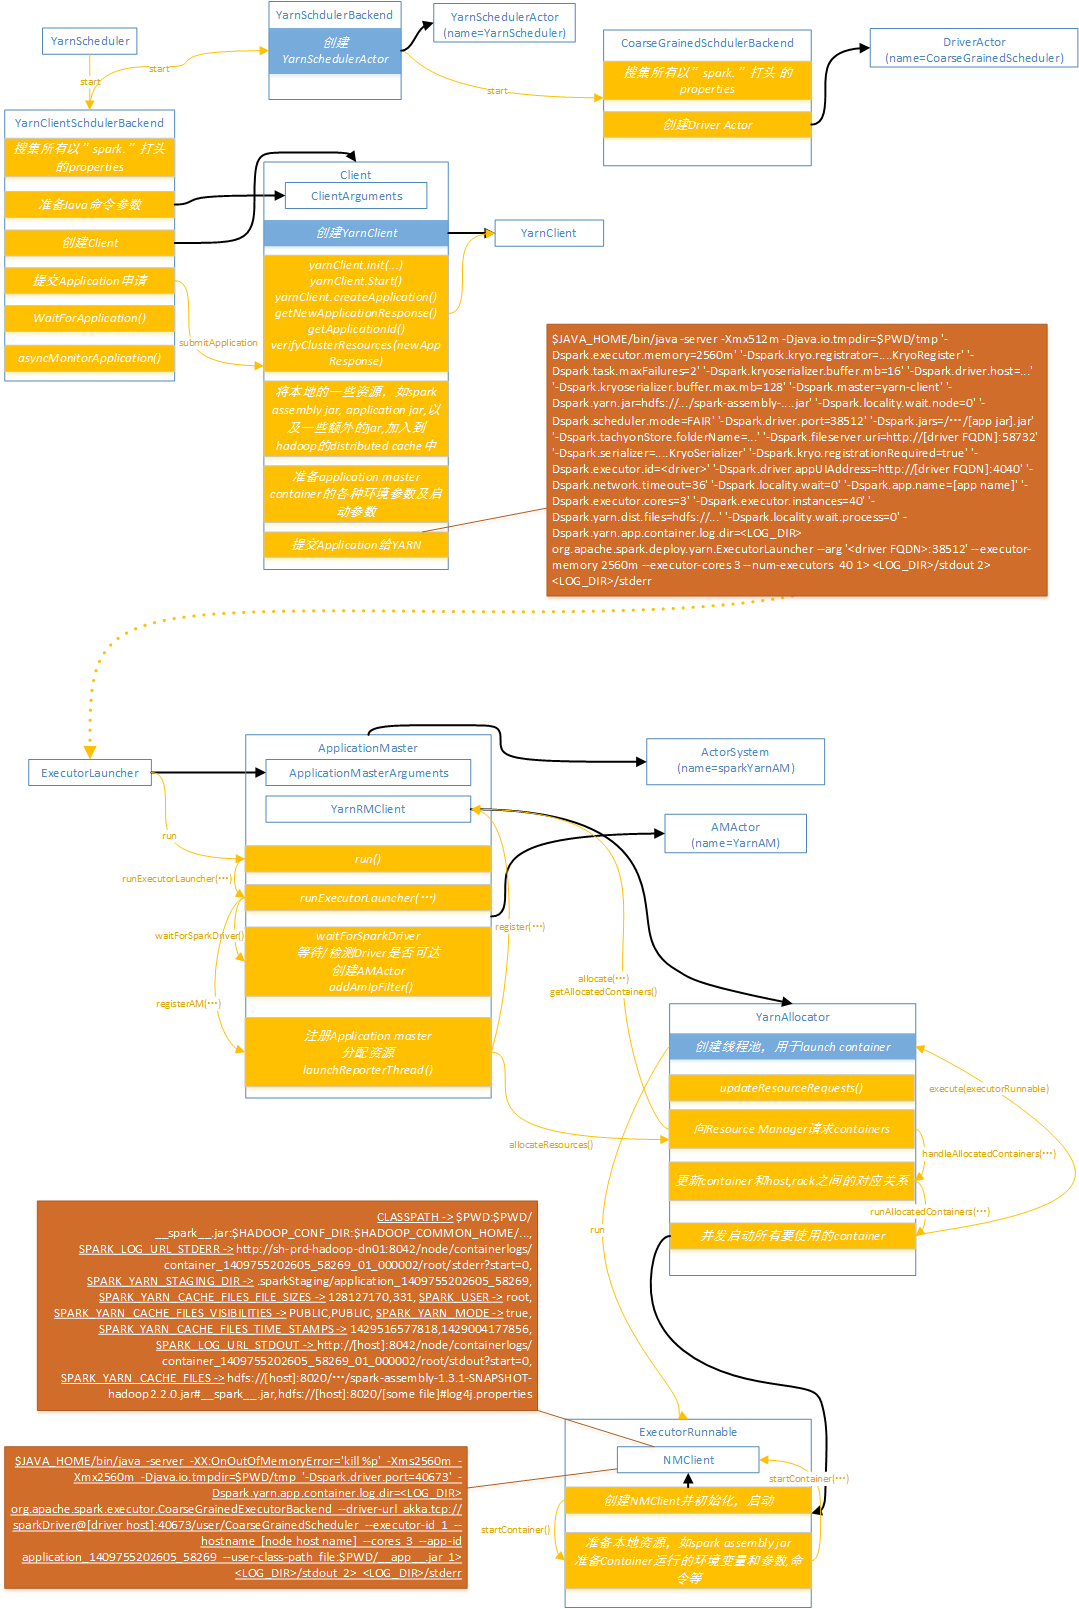 YarnScheduler
start
start
YarnSchdulerBackend
创建
YarnSchedulerActor
YarnSchedulerActor
(name=YarnScheduler)
start
CoarseGrainedSchdulerBackend
搜集所有以”spark.”打头 的
properties
创建Driver Actor
DriverActor
(name=CoarseGrainedScheduler)
YarnClientSchdulerBackend
搜集所有以”spark.”打头
的properties
准备Java命令参数
创建Client
提交Application申请
WaitForApplication()
asyncMonitorApplication()
submitApplication
Client
ClientArguments
创建YarnClient
YarnClient
yarnClient.init(...)
yarnClient.Start()
yarnClient.createApplication()
getNewApplicationResponse()
getApplicationId()
verifyClusterResources(newApp
Response)
将本地的一些资源，如spark
assembly jar, application jar,以
及一些额外的jar,加入到
hadoop的distributed cache中
准备application master
container的各种环境参数及启
动参数
提交Application给YARN
$JAVA_HOME/bin/java -server -Xmx512m -Djava.io.tmpdir=$PWD/tmp '-
Dspark.executor.memory=2560m' '-Dspark.kryo.registrator=....KryoRegister' '-
Dspark.task.maxFailures=2' '-Dspark.kryoserializer.buffer.mb=16' '-Dspark.driver.host=...'
'-Dspark.kryoserializer.buffer.max.mb=128' '-Dspark.master=yarn-client' '-
Dspark.yarn.jar=hdfs://.../spark-assembly-....jar' '-Dspark.locality.wait.node=0' '-
Dspark.scheduler.mode=FAIR' '-Dspark.driver.port=38512' '-Dspark.jars=/…/[app jar].jar'
'-Dspark.tachyonStore.folderName=...' '-Dspark.fileserver.uri=http://[driver FQDN]:58732'
'-Dspark.serializer=....KryoSerializer' '-Dspark.kryo.registrationRequired=true' '-
Dspark.executor.id=<driver>' '-Dspark.driver.appUIAddress=http://[driver FQDN]:4040' '-
Dspark.network.timeout=36' '-Dspark.locality.wait=0' '-Dspark.app.name=[app name]' '-
Dspark.executor.cores=3' '-Dspark.executor.instances=40' '-
Dspark.yarn.dist.files=hdfs://...' '-Dspark.locality.wait.process=0' -
Dspark.yarn.app.container.log.dir=<LOG_DIR>
org.apache.spark.deploy.yarn.ExecutorLauncher --arg '<driver FQDN>:38512' --executor-
memory 2560m --executor-cores 3 --num-executors  40 1> <LOG_DIR>/stdout 2>
<LOG_DIR>/stderr
ExecutorLauncher
run
runExecutorLauncher(…)
waitForSparkDriver()
registerAM(…)
ApplicationMaster
ApplicationMasterArguments
YarnRMClient
run()
runExecutorLauncher(…)
waitForSparkDriver
等待/检测Driver是否可达
创建AMActor
addAmIpFilter()
注册Application master
分配资源
launchReporterThread()
ActorSystem
(name=sparkYarnAM)
AMActor
(name=YarnAM)
register(…)
allocate(…)
getAllocatedContainers()
allocateResources()
YarnAllocator
创建线程池，用于launch container
updateResourceRequests()
向Resource Manager请求containers
更新container和host,rack之间的对应关系
并发启动所有要使用的container
execute(executorRunnable)
handleAllocatedContainers(…)
runAllocatedContainers(…)
run
CLASSPATH -> $PWD:$PWD/
__spark__.jar:$HADOOP_CONF_DIR:$HADOOP_COMMON_HOME/...,
SPARK_LOG_URL_STDERR -> http://sh-prd-hadoop-dn01:8042/node/containerlogs/
container_1409755202605_58269_01_000002/root/stderr?start=0,
SPARK_YARN_STAGING_DIR -> .sparkStaging/application_1409755202605_58269,
SPARK_YARN_CACHE_FILES_FILE_SIZES -> 128127170,331, SPARK_USER -> root,
SPARK_YARN_CACHE_FILES_VISIBILITIES -> PUBLIC,PUBLIC, SPARK_YARN_MODE -> true,
SPARK_YARN_CACHE_FILES_TIME_STAMPS -> 1429516577818,1429004177856,
SPARK_LOG_URL_STDOUT -> http://[host]:8042/node/containerlogs/
container_1409755202605_58269_01_000002/root/stdout?start=0,
SPARK_YARN_CACHE_FILES -> hdfs://[host]:8020/…/spark-assembly-1.3.1-SNAPSHOT-
hadoop2.2.0.jar#__spark__.jar,hdfs://[host]:8020/[some file]#log4j.properties
$JAVA_HOME/bin/java -server -XX:OnOutOfMemoryError='kill %p' -Xms2560m -
Xmx2560m -Djava.io.tmpdir=$PWD/tmp '-Dspark.driver.port=40673' -
Dspark.yarn.app.container.log.dir=<LOG_DIR>
org.apache.spark.executor.CoarseGrainedExecutorBackend --driver-url akka.tcp://
sparkDriver@[driver host]:40673/user/CoarseGrainedScheduler --executor-id 1 --
hostname [node host name] --cores 3 --app-id
application_1409755202605_58269 --user-class-path file:$PWD/__app__.jar 1>
<LOG_DIR>/stdout 2> <LOG_DIR>/stderr
ExecutorRunnable
NMClient
startContainer(…)
创建NMClient并初始化，启动
startContainer()
准备本地资源，如spark assembly jar
准备Container运行的环境变量和参数,命
令等